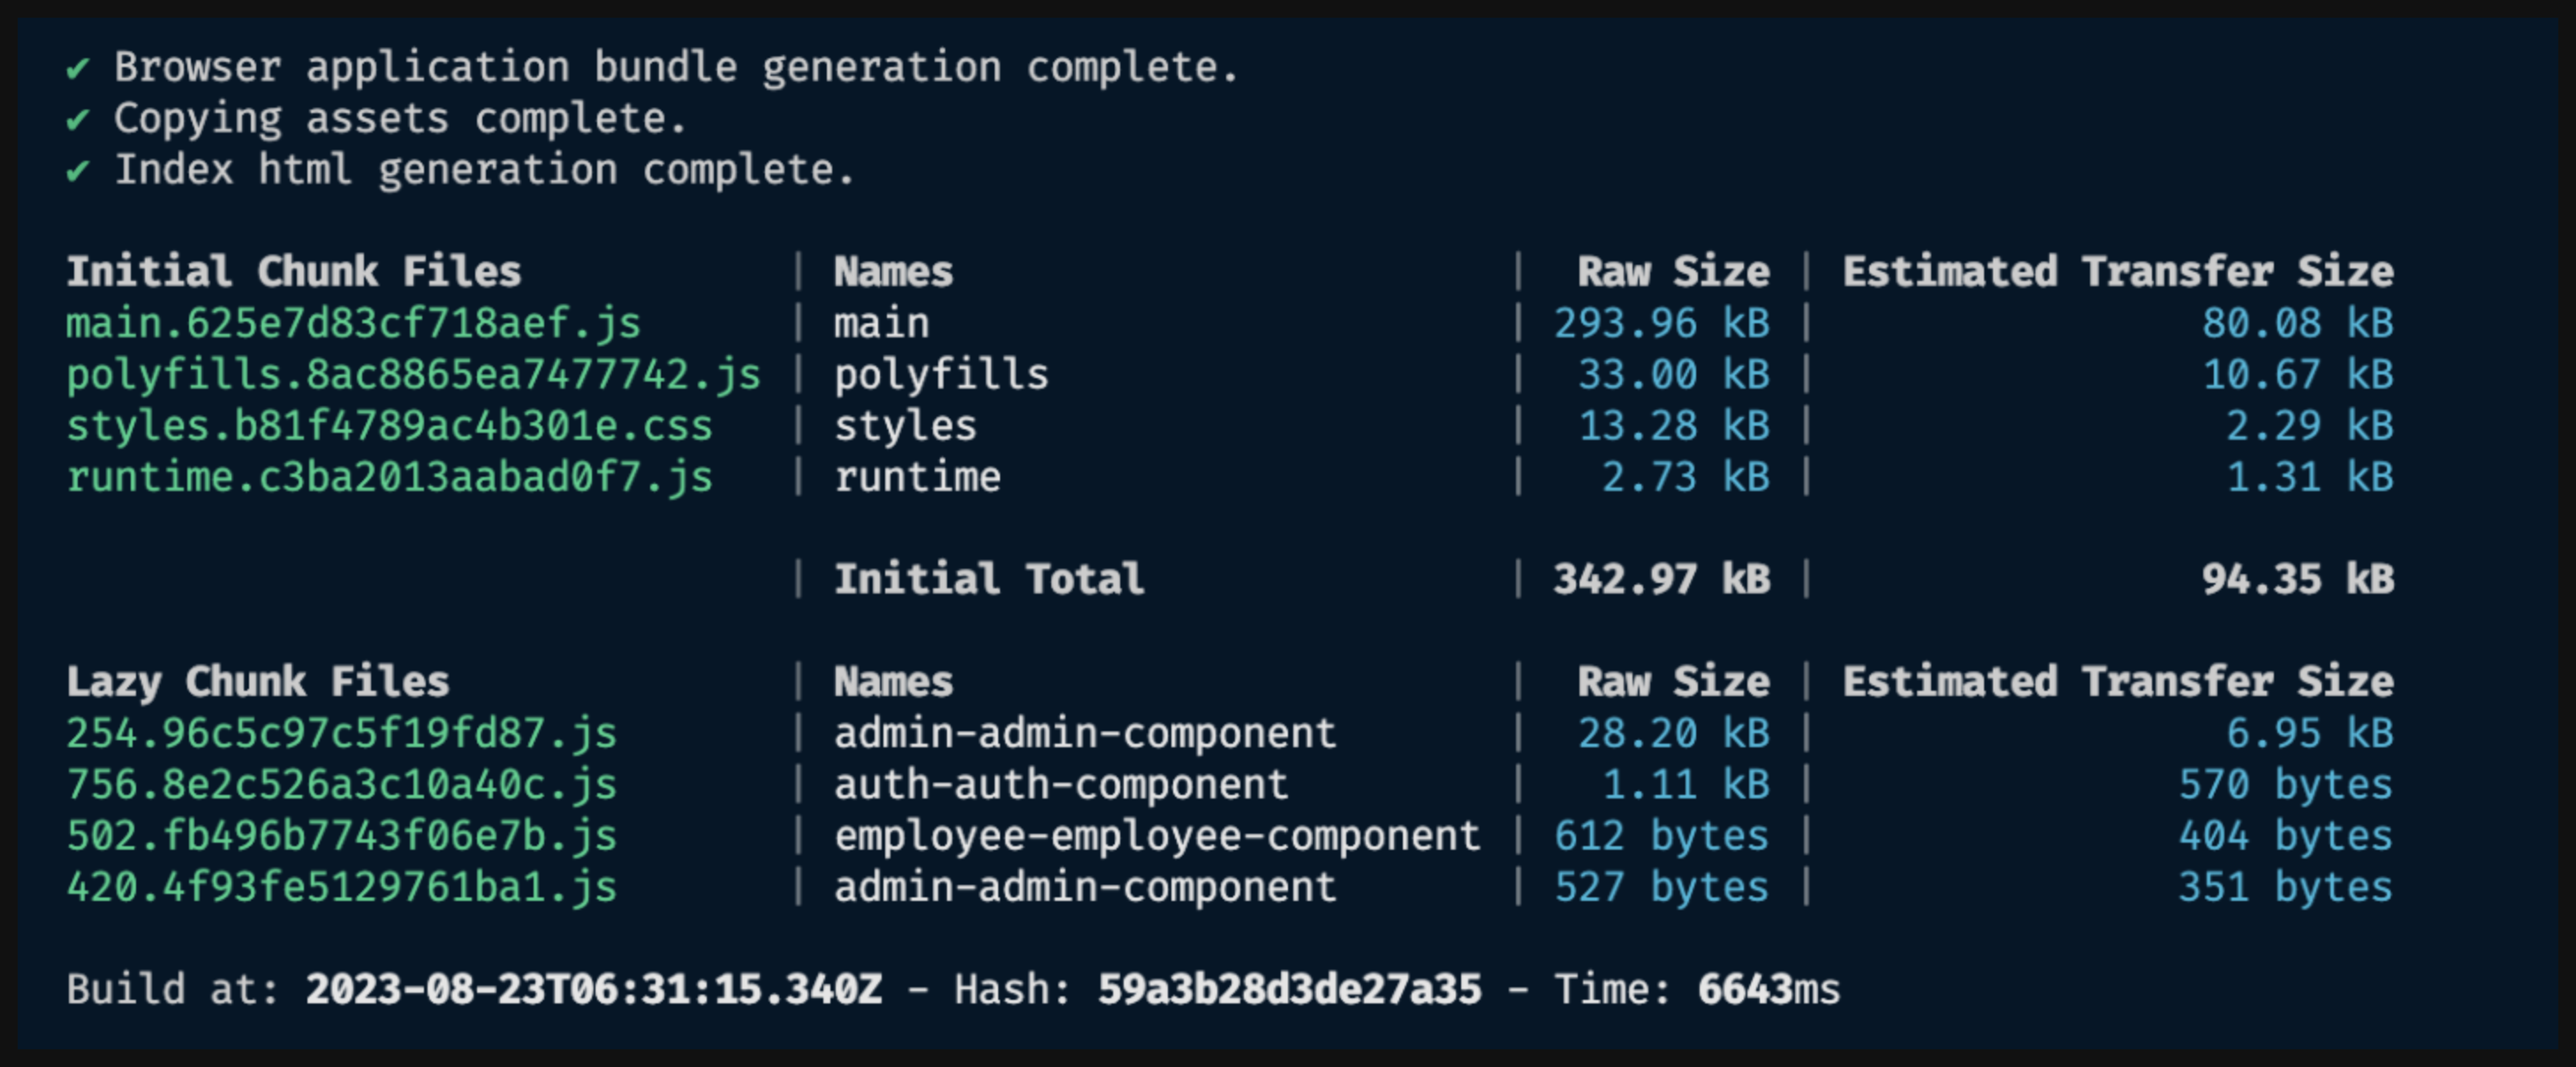 ✔ Browser application bundle generation complete.
✔ Copying assets complete.
✔ Index html generation complete.
Initial Chunk Files | Names | Raw Size | Estimated Transfer Size
main.625e7d83cf718aef.js | main | 293.96 kB | 80.08 kB
polyfills.8ac8865ea7477742.js | polyfills | 33.00 kB | 10.67 kB
styles.b81f4789ac4b301e.css | styles | 13.28 kB | 2.29 kB
runtime.c3ba2013aabad0f7.js | runtime | 2.73 kB | 1.31 kB
| Initial Total | 342.97 kB | 94.35 kB
Lazy Chunk Files | Names | Raw Size | Estimated Transfer Size
254.96c5c97c5f19fd87.js | admin-admin-component | 28.20 kB | 6.95 kB
756.8e2c526a3c10a40c.js | auth-auth-component | 1.11 kB | 570 bytes
502.fb496b7743f06e7b.js | employee-employee-component | 612 bytes | 404 bytes
420.4f93fe5129761ba1.js | admin-admin-component | 527 bytes | 351 bytes
Build at: 2023-08-23T06:31:15.340Z - Hash: 59a3b28d3de27a35 - Time: 6643ms